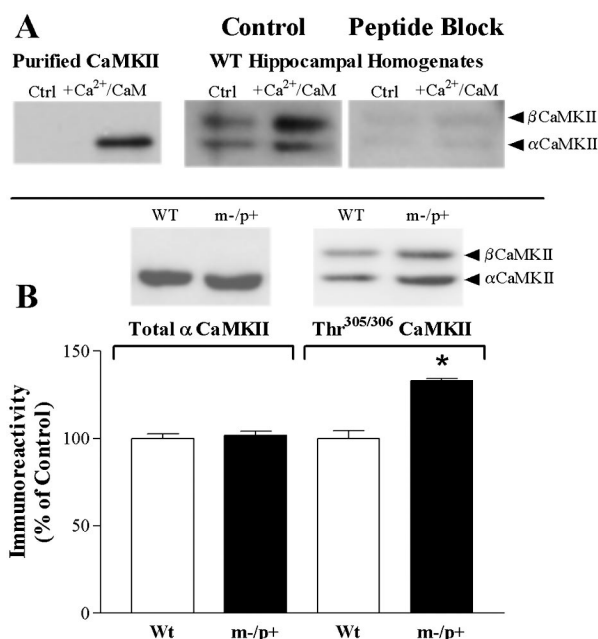 A
Control
Peptide Block
Purified CaMKII
WT Hippocampal Homogenates
Ctrl +Ca²⁺/CaM
Ctrl +Ca²⁺/CaM
Ctrl +Ca²⁺/CaM
βCaMKII
αCaMKII
WT m-/p+
WT m-/p+
βCaMKII
αCaMKII
B
Total α CaMKII
Thr³⁰⁵/³⁰⁶ CaMKII
Immunoreactivity
(% of Control)
150
100
50
0
*
Wt m-/p+ Wt m-/p+